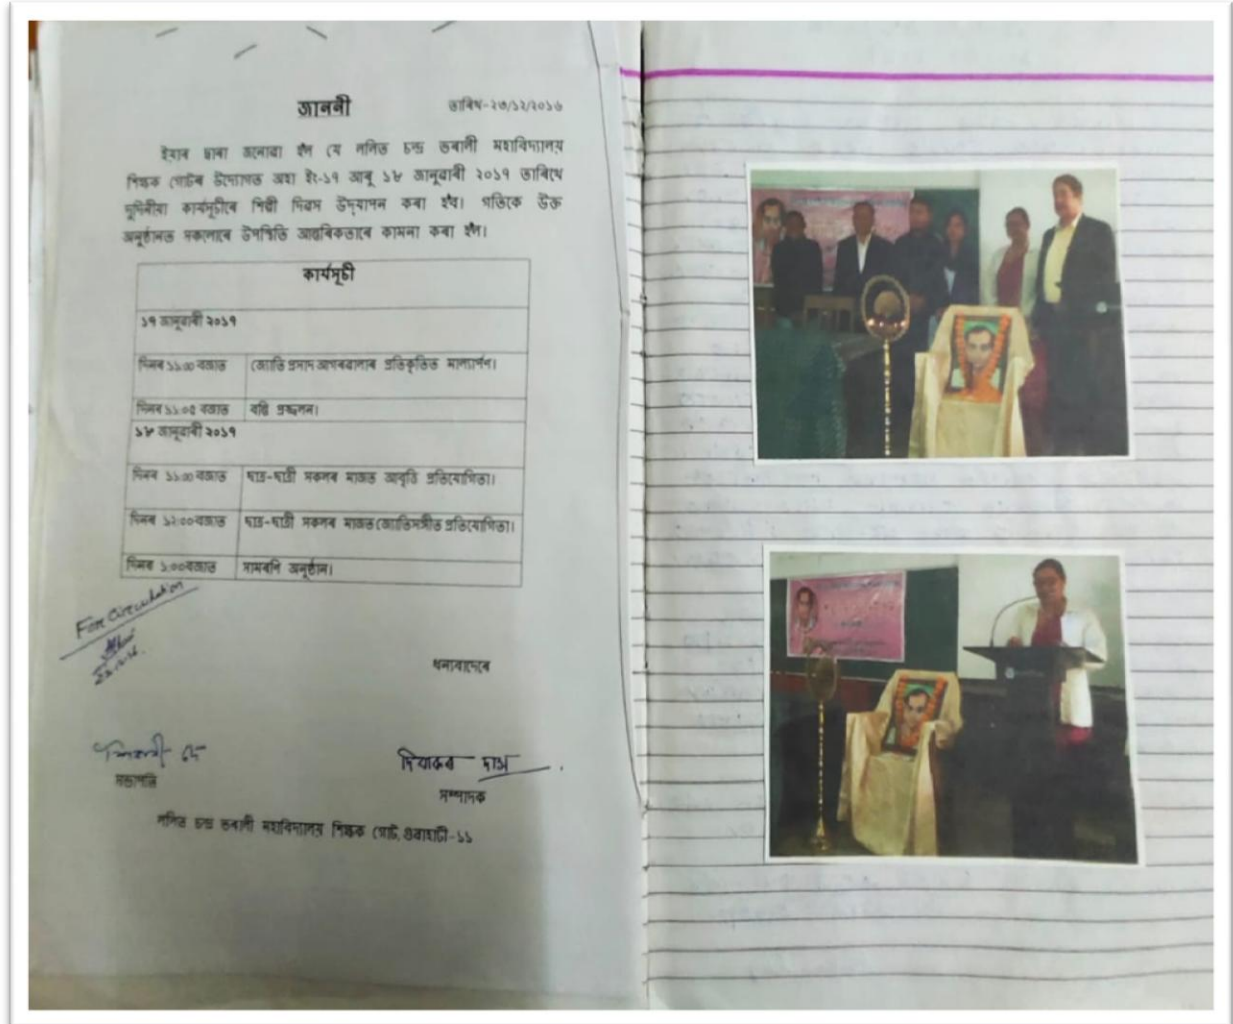 জাননী
তাৰিখ-২৩/১২/২০১৬
ইয়াৰ দ্বাৰা জনোৱা হ'ল যে ললিত চন্দ্ৰ ভৰালী মহাবিদ্যালয়
শিক্ষক গোটৰ উদ্যোগত অহা ইং-১৭ আৰু ১৮ জানুৱাৰী ২০১৭ তাৰিখে
দুদিনীয়া কাৰ্যসূচীৰে শিল্পী দিৱস উদ্‌যাপন কৰা হ'ব। গতিকে উক্ত
অনুষ্ঠানত সকলোৰে উপস্থিতি আন্তৰিকতাৰে কামনা কৰা হ'ল।
কাৰ্যসূচী
১৭ জানুৱাৰী ২০১৭
দিনৰ ১১:০০ বজাত জ্যোতি প্ৰসাদ আগৰৱালাৰ প্ৰতিকৃতিত মাল্যাৰ্পন।
দিনৰ ১১:০৫ বজাত বন্তি প্ৰজ্বলন।
১৮ জানুৱাৰী ২০১৭
দিনৰ ১১:০০ বজাত ছাত্ৰ-ছাত্ৰী সকলৰ মাজত আবৃত্তি প্ৰতিযোগিতা।
দিনৰ ১২:০০ বজাত ছাত্ৰ-ছাত্ৰী সকলৰ মাজত জ্যোতিসঙ্গীত প্ৰতিযোগিতা।
দিনৰ ১:০০ বজাত সামৰণি অনুষ্ঠান।
For circulation
ধন্যবাদেৰে
দে
দিবাকৰ দাস
সভাপতি
সম্পাদক
ললিত চন্দ্ৰ ভৰালী মহাবিদ্যালয় শিক্ষক গোট, গুৱাহাটী-১১